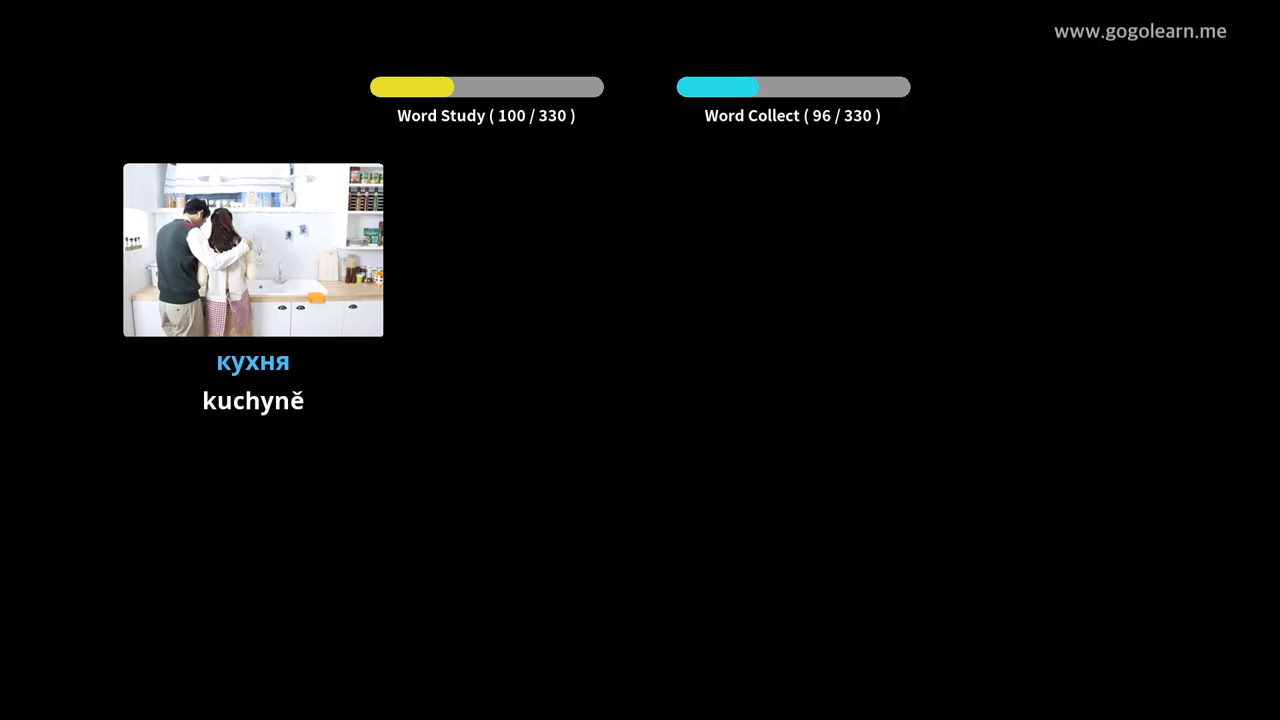 www.gogolearn.me
Word Study ( 100 / 330 )
Word Collect ( 96 / 330 )
кухня
kuchyně